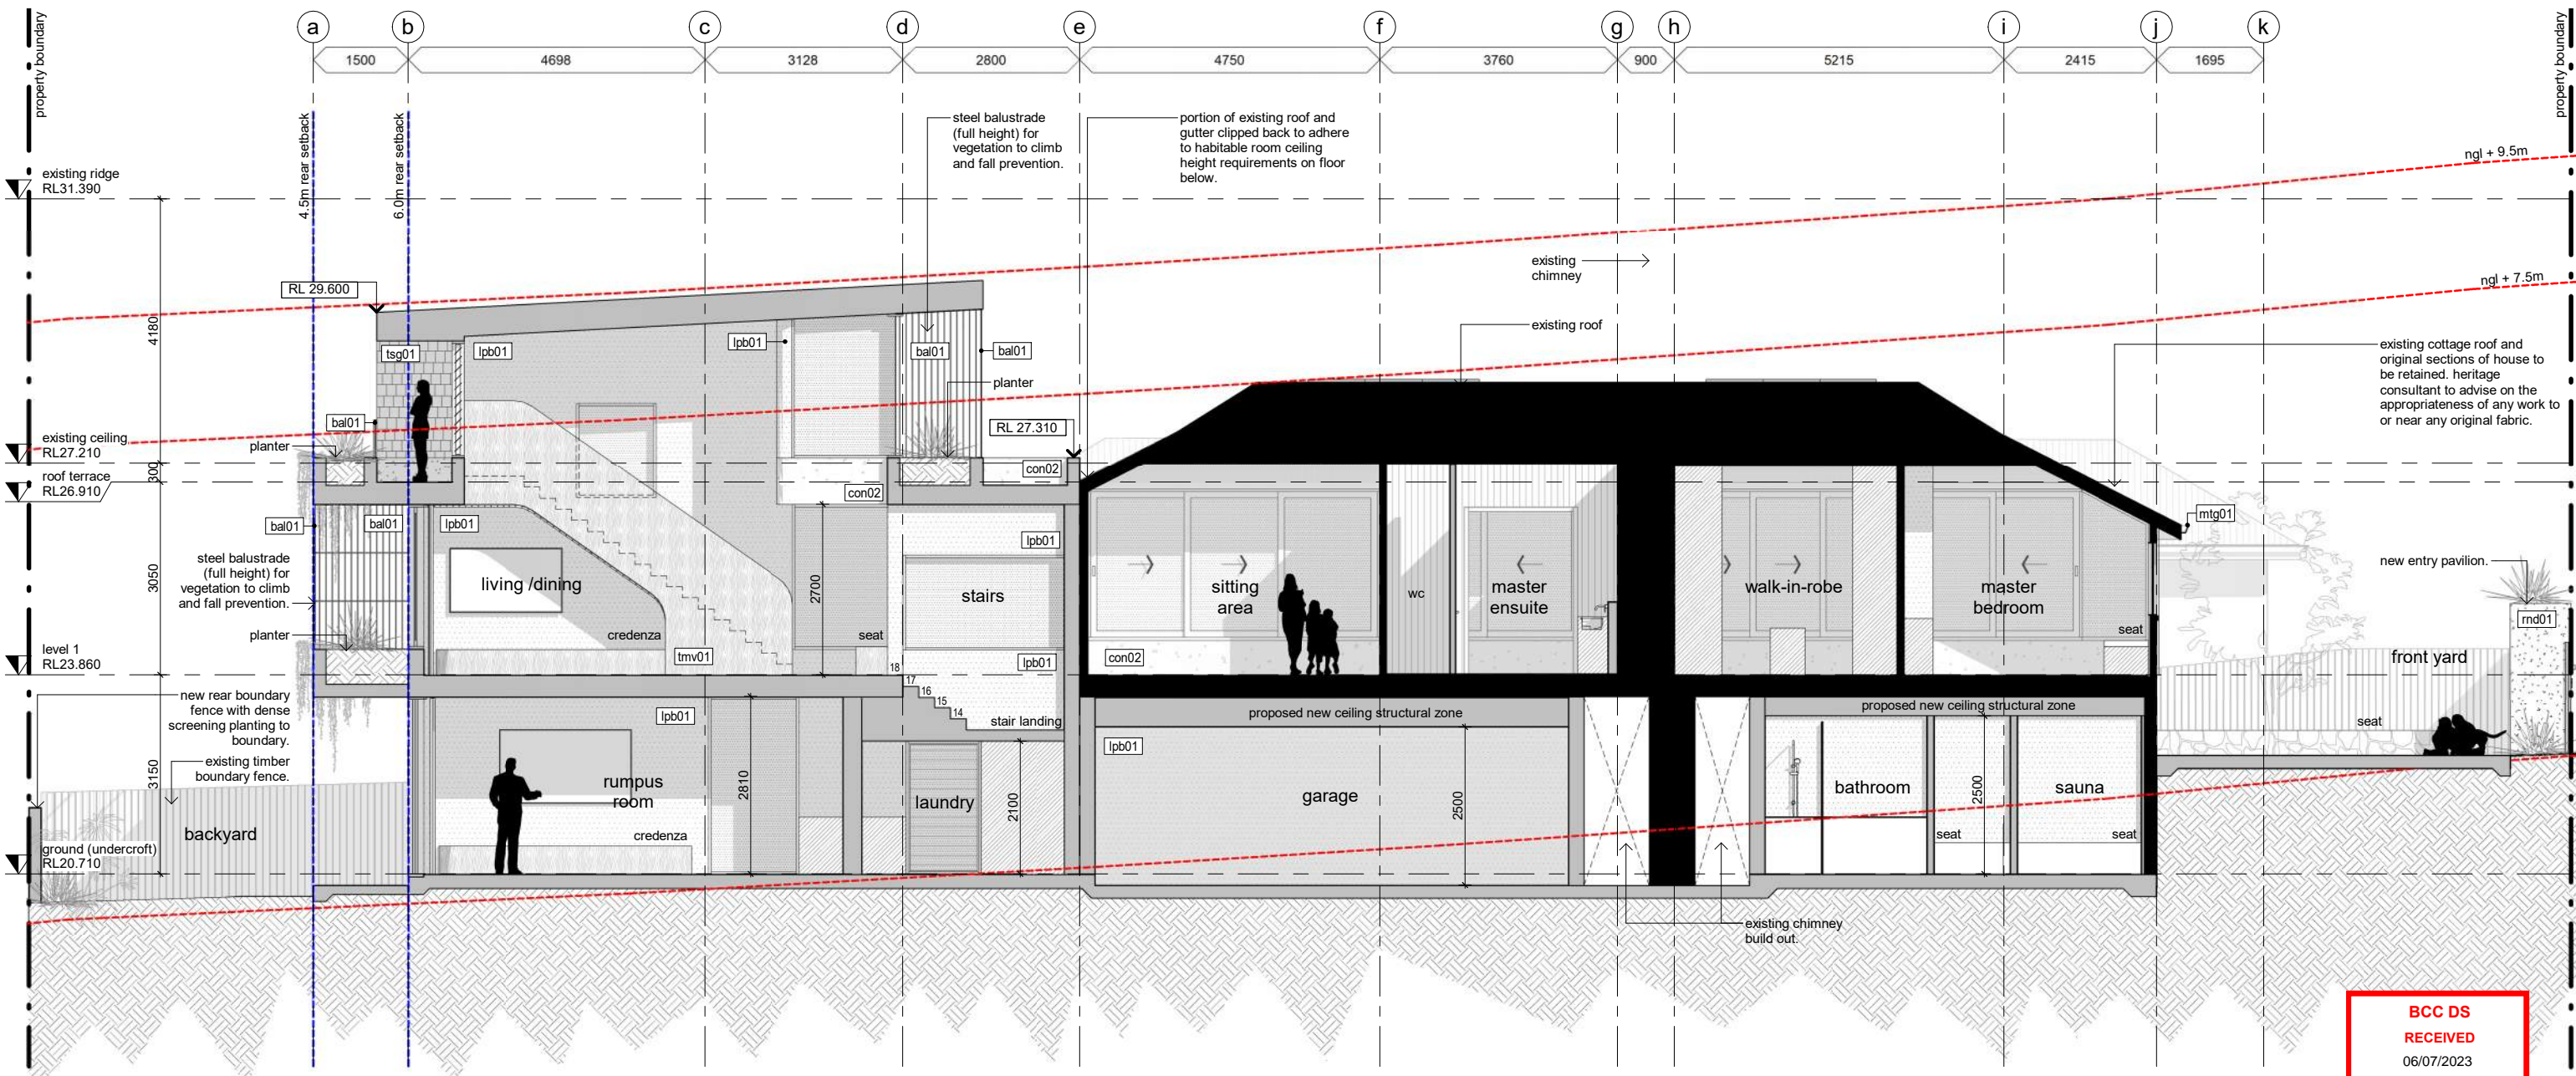 property boundary
a
b
c
d
e
f
g
h
i
j
k
property boundary
1500
4698
3128
2800
4750
3760
900
5215
2415
1695
4.5m rear setback
6.0m rear setback
steel balustrade
(full height) for
vegetation to climb
and fall prevention.
portion of existing roof and
gutter clipped back to adhere
to habitable room ceiling
height requirements on floor
below.
ngl + 9.5m
existing ridge
RL31.390
existing
chimney
ngl + 7.5m
RL 29.600
4180
existing roof
tsg01
lpb01
lpb01
bal01
bal01
existing cottage roof and
original sections of house to
be retained. heritage
consultant to advise on the
appropriateness of any work to
or near any original fabric.
planter
bal01
RL 27.310
existing ceiling
RL27.210
planter
300
con02
roof terrace
RL26.910
con02
mtg01
bal01
bal01
lpb01
lpb01
steel balustrade
(full height) for
vegetation to climb
and fall prevention.
3050
living /dining
2700
stairs
sitting
area
wc
master
ensuite
walk-in-robe
master
bedroom
new entry pavilion.
rnd01
planter
credenza
seat
seat
level 1
RL23.860
tmv01
18
lpb01
con02
front yard
17
16
15
14
new rear boundary
fence with dense
screening planting to
boundary.
lpb01
stair landing
proposed new ceiling structural zone
proposed new ceiling structural zone
seat
lpb01
existing timber
boundary fence.
3150
rumpus
room
2810
laundry
2100
garage
2500
bathroom
2500
sauna
backyard
credenza
seat
seat
ground (undercroft)
RL20.710
existing chimney
build out.
BCC DS
RECEIVED
06/07/2023